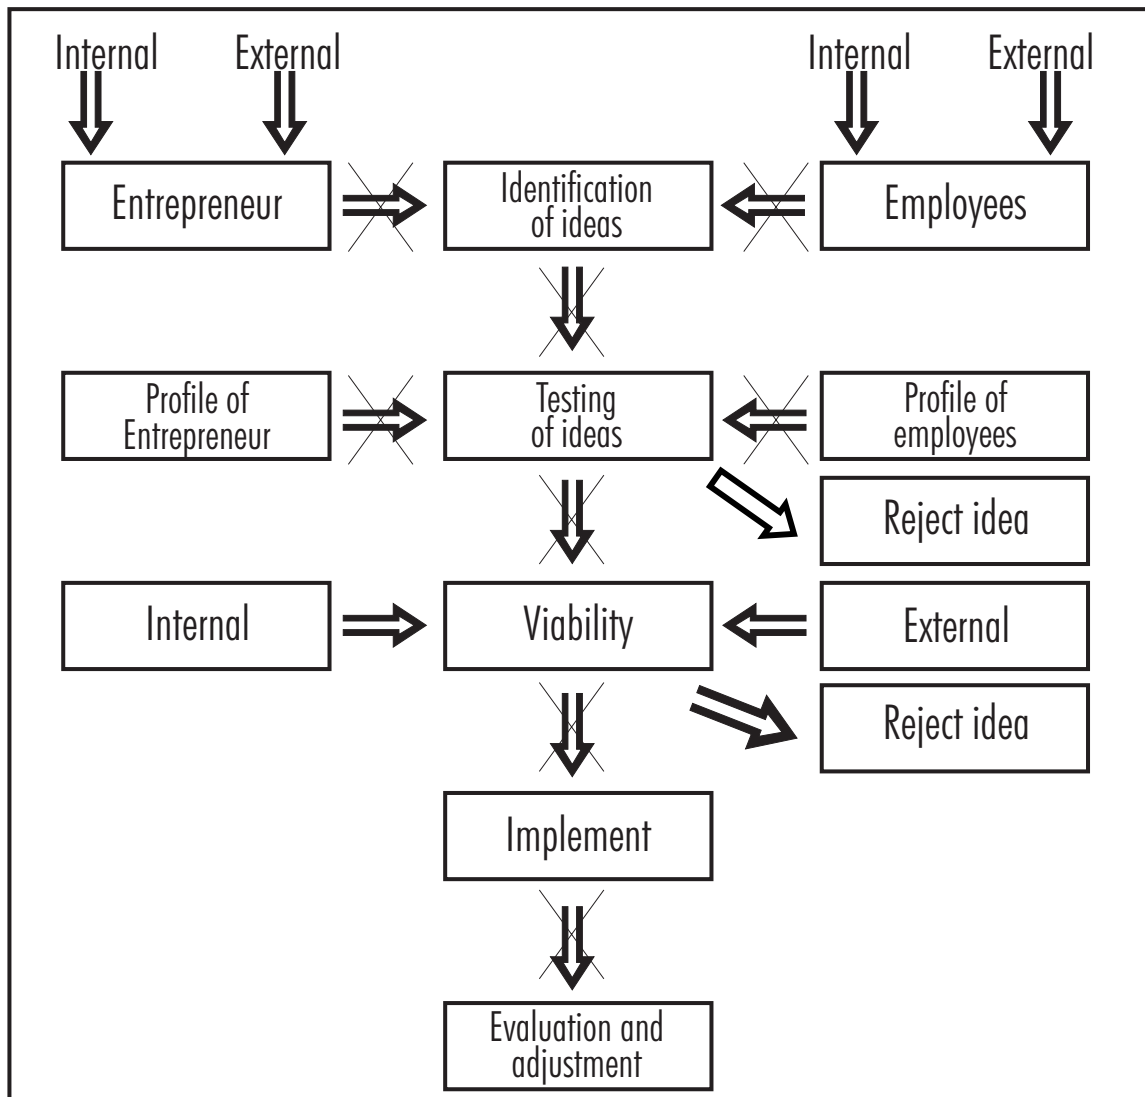 Internal
External
Internal
External
Entrepreneur
Identification
of ideas
Employees
Profile of
Entrepreneur
Testing
of ideas
Profile of
employees
Reject idea
Internal
Viability
External
Reject idea
Implement
Evaluation and
adjustment